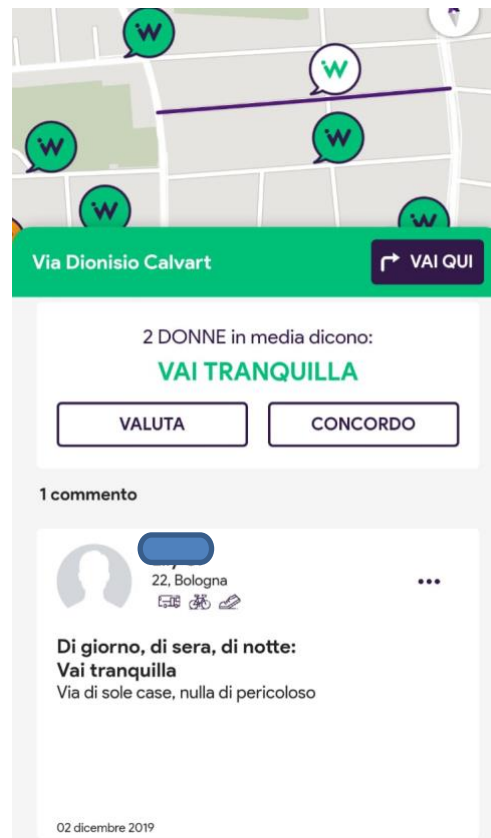 Via Dionisio Calvart
VAI QUI
2 DONNE in media dicono:
VAI TRANQUILLA
VALUTA
CONCORDO
1 commento
22, Bologna
Di giorno, di sera, di notte:
Vai tranquilla
Via di sole case, nulla di pericoloso
02 dicembre 2019